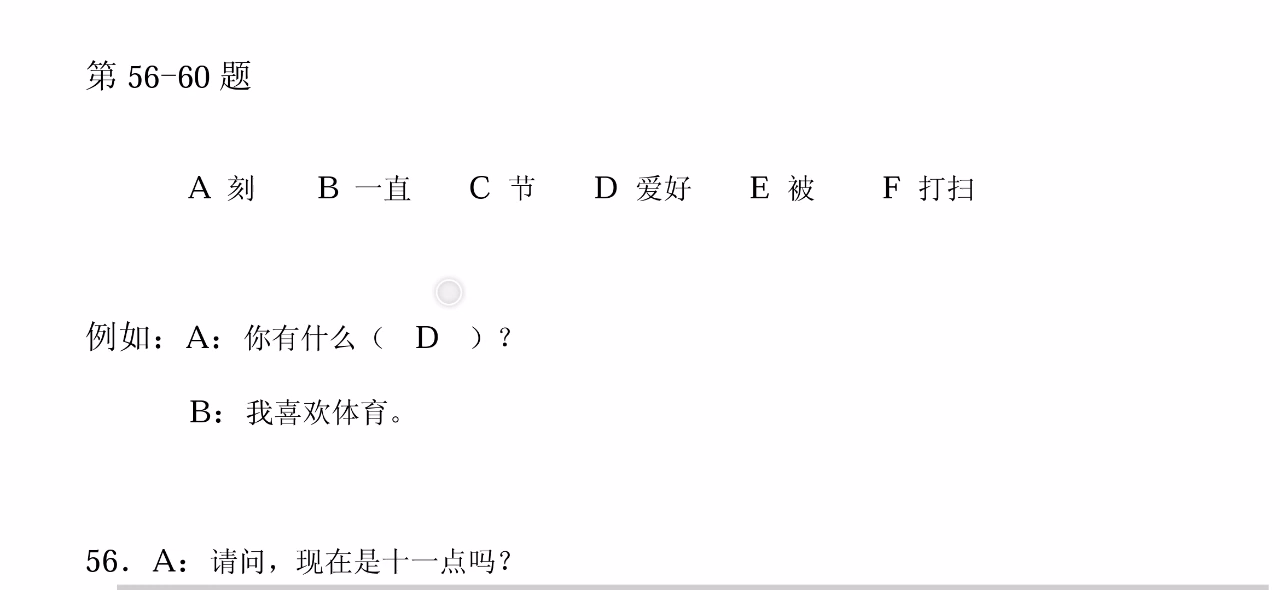 第 56-60 题
A 刻 B 一直 C 节 D 爱好 E 被 F 打扫
例如：A：你有什么（ D ）？
B：我喜欢体育。
56．A：请问，现在是十一点吗？